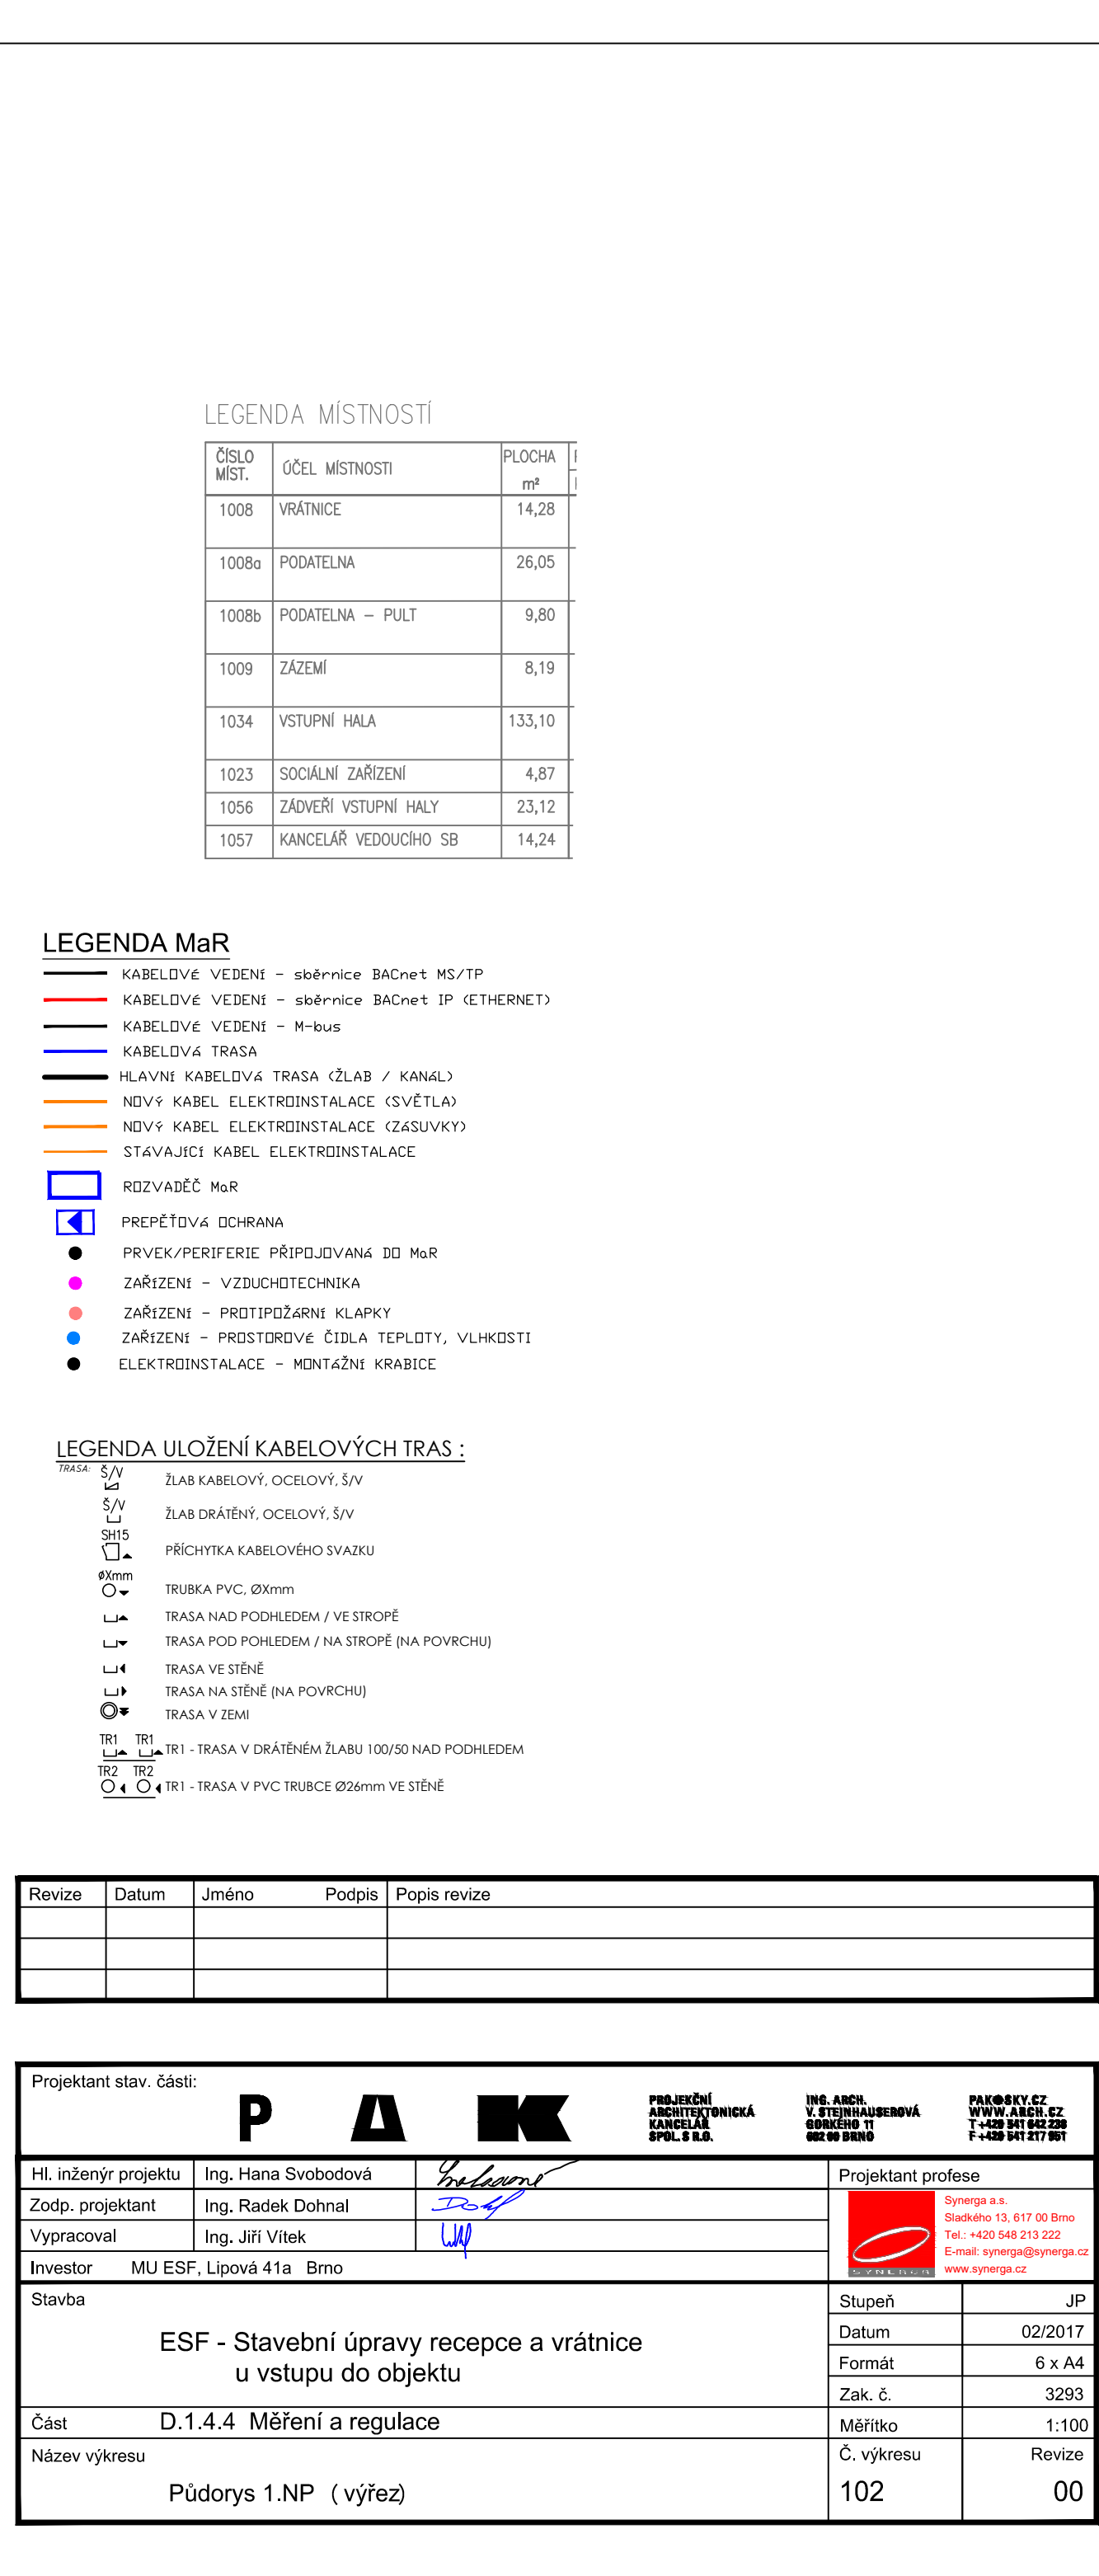 LEGENDA MÍSTNOSTÍ
ČÍSLO MÍST. ÚČEL MÍSTNOSTI PLOCHA m²
1008 VRÁTNICE 14,28
1008a PODATELNA 26,05
1008b PODATELNA – PULT 9,80
1009 ZÁZEMÍ 8,19
1034 VSTUPNÍ HALA 133,10
1023 SOCIÁLNÍ ZAŘÍZENÍ 4,87
1056 ZÁDVEŘÍ VSTUPNÍ HALY 23,12
1057 KANCELÁŘ VEDOUCÍHO SB 14,24
LEGENDA MaR
KABELOVÉ VEDENÍ - sběrnice BACnet MS/TP
KABELOVÉ VEDENÍ - sběrnice BACnet IP (ETHERNET)
KABELOVÉ VEDENÍ - M-bus
KABELOVÁ TRASA
HLAVNÍ KABELOVÁ TRASA (ŽLAB / KANÁL)
NOVÝ KABEL ELEKTROINSTALACE (SVĚTLA)
NOVÝ KABEL ELEKTROINSTALACE (ZÁSUVKY)
STÁVAJÍCÍ KABEL ELEKTROINSTALACE
ROZVADĚČ MaR
PREPĚŤOVÁ OCHRANA
PRVEK/PERIFERIE PŘIPOJOVANÁ DO MaR
ZAŘÍZENÍ - VZDUCHOTECHNIKA
ZAŘÍZENÍ - PROTIPOŽÁRNÍ KLAPKY
ZAŘÍZENÍ - PROSTOROVÉ ČIDLA TEPLOTY, VLHKOSTI
ELEKTROINSTALACE - MONTÁŽNÍ KRABICE
LEGENDA ULOŽENÍ KABELOVÝCH TRAS :
TRASA: Š/V ŽLAB KABELOVÝ, OCELOVÝ, Š/V
Š/V ŽLAB DRÁTĚNÝ, OCELOVÝ, Š/V
SH15 PŘÍCHYTKA KABELOVÉHO SVAZKU
øXmm TRUBKA PVC, ØXmm
TRASA NAD PODHLEDEM / VE STROPĚ
TRASA POD POHLEDEM / NA STROPĚ (NA POVRCHU)
TRASA VE STĚNĚ
TRASA NA STĚNĚ (NA POVRCHU)
TRASA V ZEMI
TR1 TR1 TR1 - TRASA V DRÁTĚNÉM ŽLABU 100/50 NAD PODHLEDEM
TR2 TR2 TR1 - TRASA V PVC TRUBCE Ø26mm VE STĚNĚ
Revize Datum Jméno Podpis Popis revize
Projektant stav. části:
PAK
PROJEKČNÍ
ARCHITEKTONICKÁ
KANCELÁŘ
SPOL. S R.O.
ING. ARCH.
V. STEJNHAUSEROVÁ
GORKÉHO 11
602 00 BRNO
PAK@SKY.CZ
WWW.ARCH.CZ
T +420 541 642 238
F +420 541 217 951
Hl. inženýr projektu Ing. Hana Svobodová
Zodp. projektant Ing. Radek Dohnal
Vypracoval Ing. Jiří Vítek
Investor MU ESF, Lipová 41a Brno
Projektant profese
SYNERGA
Synerga a.s.
Sladkého 13, 617 00 Brno
Tel.: +420 548 213 222
E-mail: synerga@synerga.cz
www.synerga.cz
Stavba
ESF - Stavební úpravy recepce a vrátnice
u vstupu do objektu
Část D.1.4.4 Měření a regulace
Název výkresu
Půdorys 1.NP ( výřez)
Stupeň JP
Datum 02/2017
Formát 6 x A4
Zak. č. 3293
Měřítko 1:100
Č. výkresu Revize
102 00